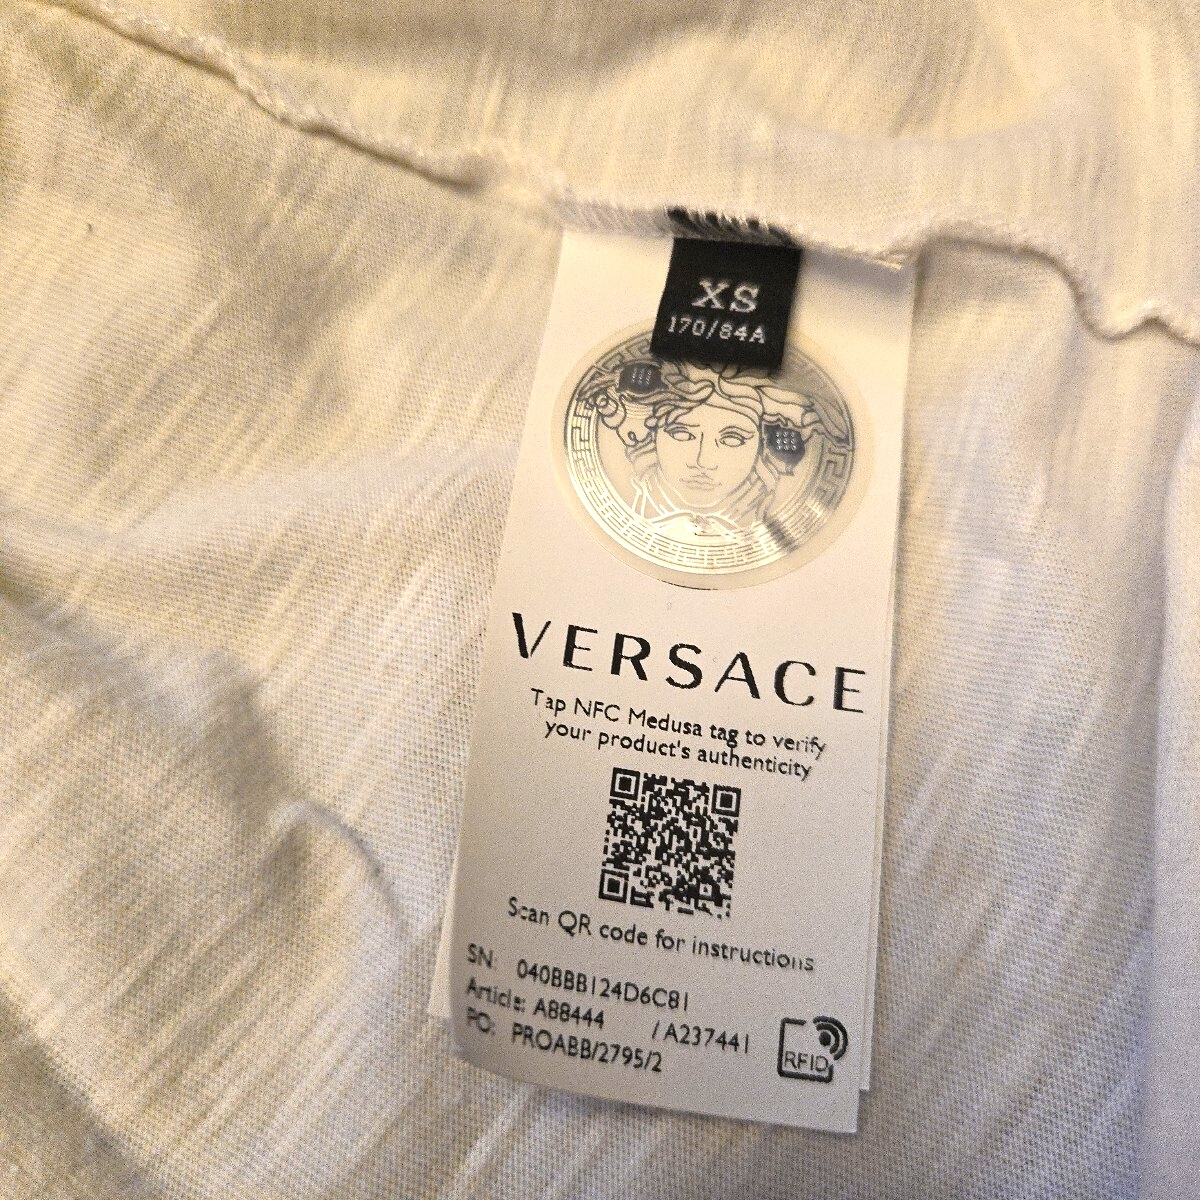 XS
170/84A
VERSACE
Tap NFC Medusa tag to verify
your product's authenticity
Scan QR code for instructions
SN: 040BBB124D6C81
Article: A88444 /A237441
PO: PROABB/2795/2
RFID